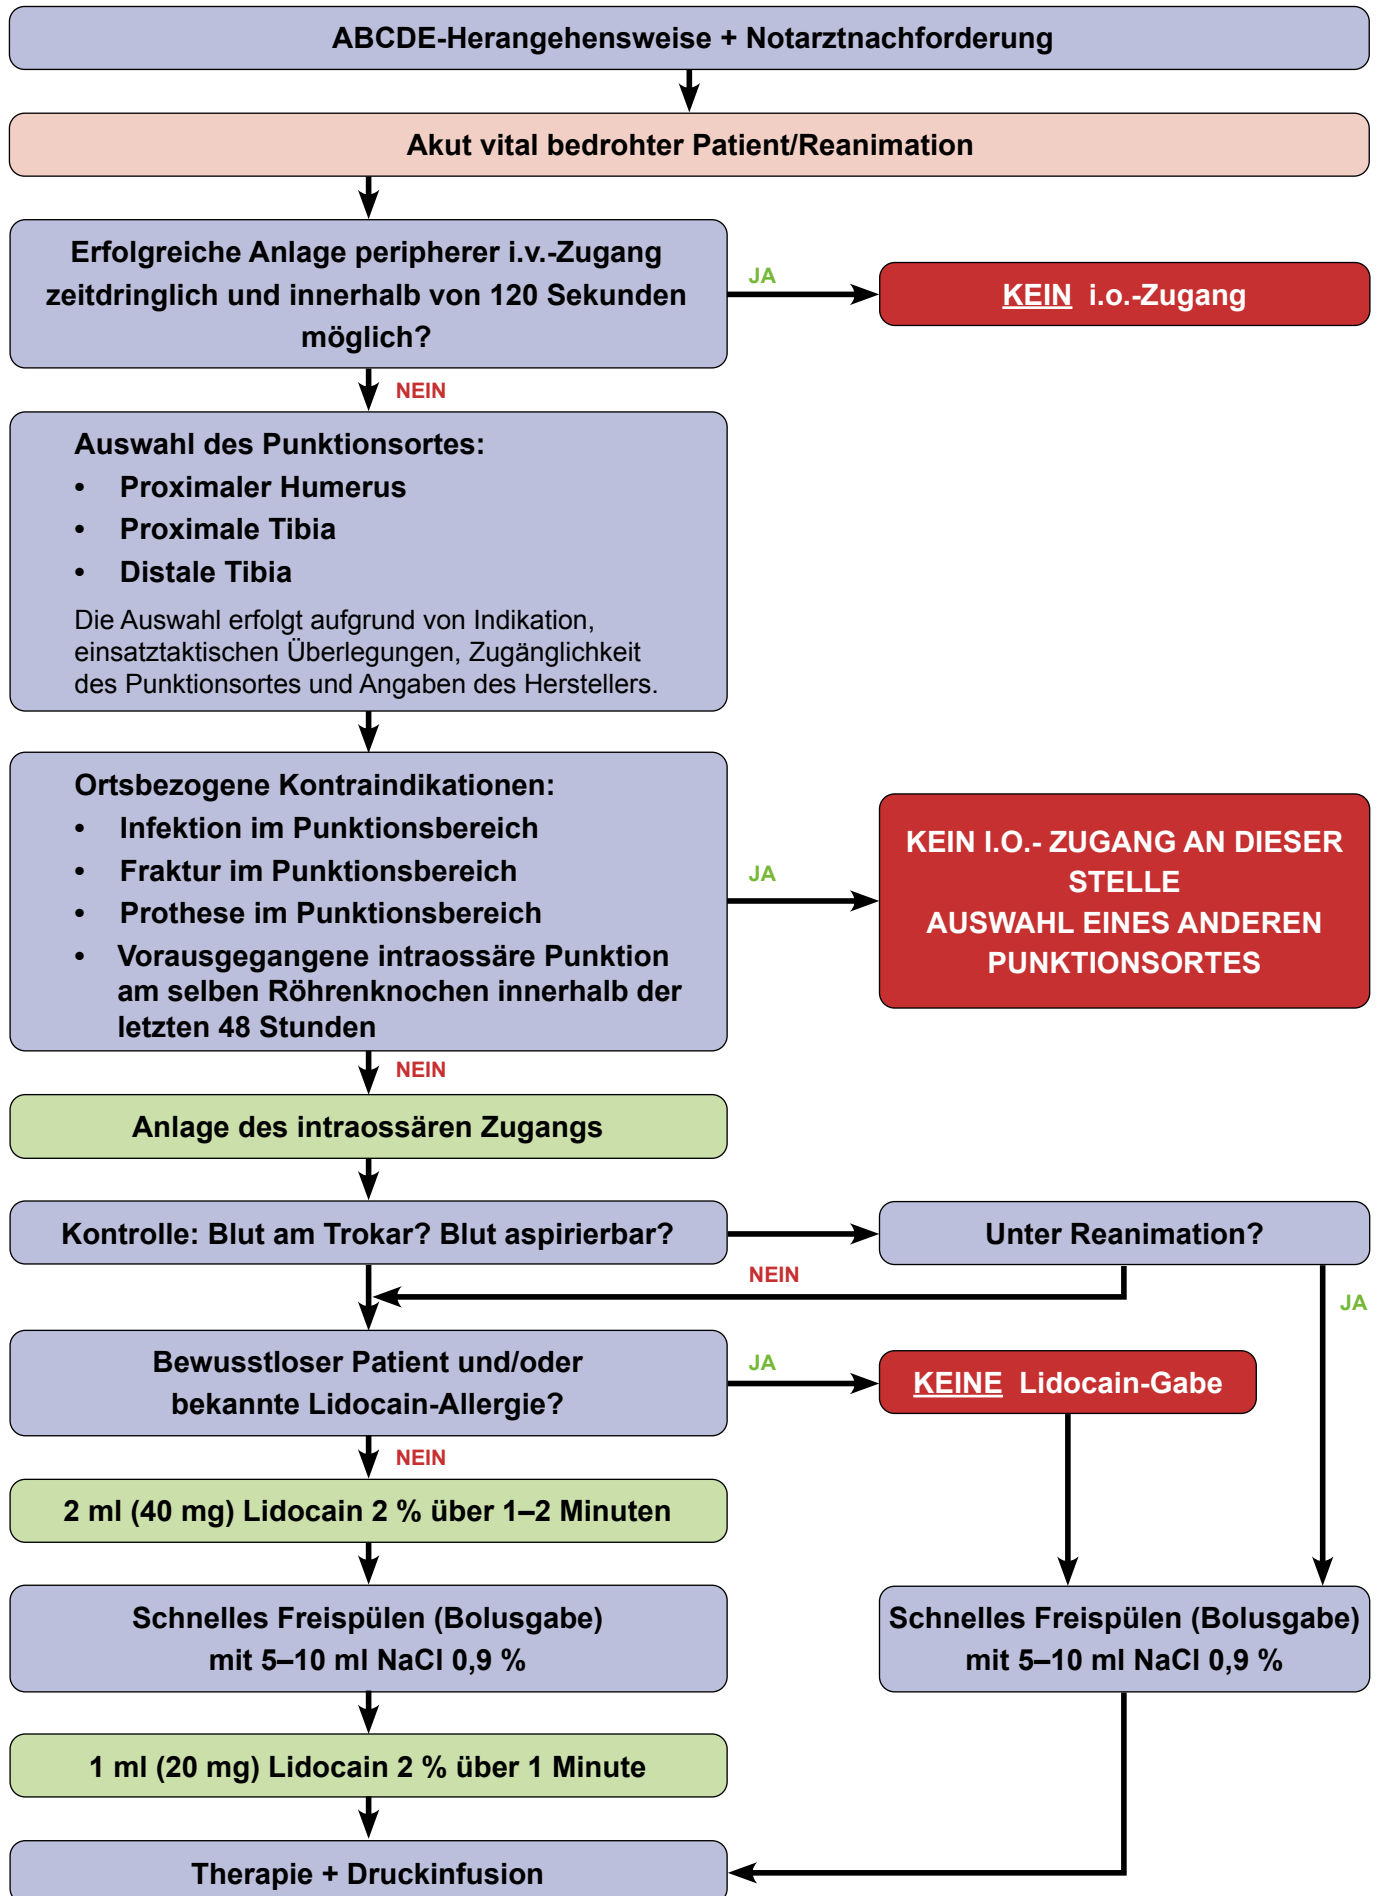 ABCDE-Herangehensweise + Notarztnachforderung
Akut vital bedrohter Patient/Reanimation
Erfolgreiche Anlage peripherer i.v.-Zugang
zeitdringlich und innerhalb von 120 Sekunden
möglich?
JA
KEIN i.o.-Zugang
NEIN
Auswahl des Punktionsortes:
• Proximaler Humerus
• Proximale Tibia
• Distale Tibia
Die Auswahl erfolgt aufgrund von Indikation,
einsatztaktischen Überlegungen, Zugänglichkeit
des Punktionsortes und Angaben des Herstellers.
Ortsbezogene Kontraindikationen:
• Infektion im Punktionsbereich
• Fraktur im Punktionsbereich
• Prothese im Punktionsbereich
• Vorausgegangene intraossäre Punktion
am selben Röhrenknochen innerhalb der
letzten 48 Stunden
JA
KEIN I.O.- ZUGANG AN DIESER
STELLE
AUSWAHL EINES ANDEREN
PUNKTIONSORTES
NEIN
Anlage des intraossären Zugangs
Kontrolle: Blut am Trokar? Blut aspirierbar?
Unter Reanimation?
NEIN
JA
Bewusstloser Patient und/oder
bekannte Lidocain-Allergie?
JA
KEINE Lidocain-Gabe
NEIN
2 ml (40 mg) Lidocain 2 % über 1–2 Minuten
Schnelles Freispülen (Bolusgabe)
mit 5–10 ml NaCl 0,9 %
Schnelles Freispülen (Bolusgabe)
mit 5–10 ml NaCl 0,9 %
1 ml (20 mg) Lidocain 2 % über 1 Minute
Therapie + Druckinfusion